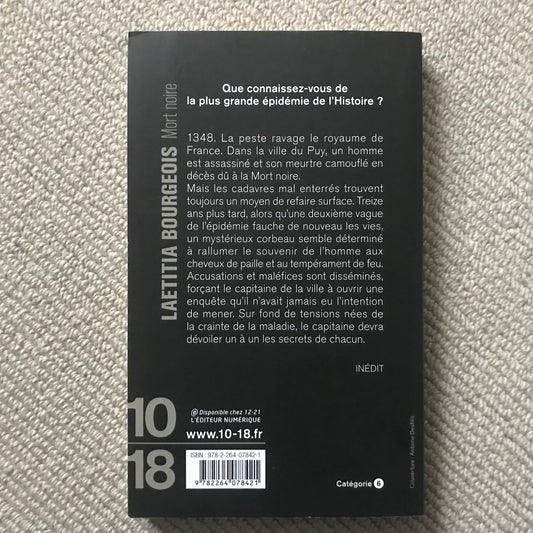 Que connaissez-vous de
la plus grande épidémie de l'Histoire ?
1348. La peste ravage le royaume de
France. Dans la ville du Puy, un homme
est assassiné et son meurtre camouflé en
décès dû à la Mort noire.
Mais les cadavres mal enterrés trouvent
toujours un moyen de refaire surface. Treize
ans plus tard, alors qu'une deuxième vague
de l'épidémie fauche de nouveau les vies,
un mystérieux corbeau semble déterminé
à rallumer le souvenir de l'homme aux
cheveux de paille et au tempérament de feu.
Accusations et maléfices sont disséminés,
forçant le capitaine de la ville à ouvrir une
enquête qu'il n'avait jamais eu l'intention
de mener. Sur fond de tensions nées de
la crainte de la maladie, le capitaine devra
dévoiler un à un les secrets de chacun.
INÉDIT
LAETITIA BOURGEOIS Mort noire
10
18
@ Disponible chez 12-21
L'ÉDITEUR NUMÉRIQUE
www.10-18.fr
ISBN : 978-2-264-07842-1
9 782264 078421
Catégorie 6
Couverture : Antoine Desfilis